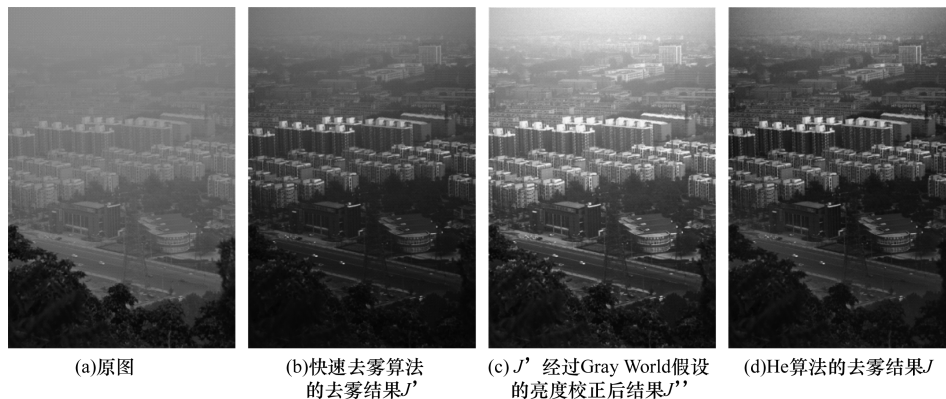 (a)原图
(b)快速去雾算法
的去雾结果J’
(c) J’ 经过Gray World假设
的亮度校正后结果J’’
(d)He算法的去雾结果J